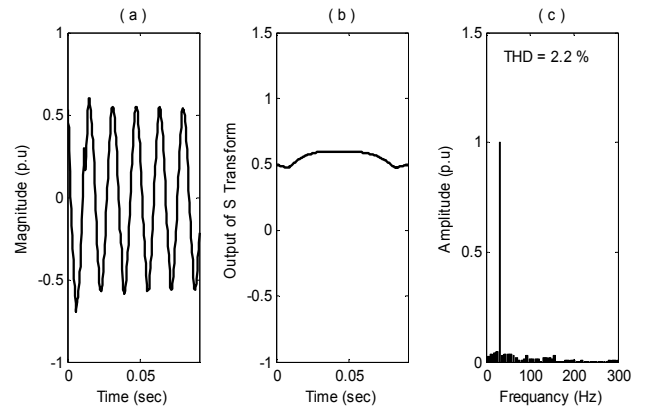 ( a )
1
0.5
0
-0.5
-1
Magnitude (p.u)
0
0.05
Time (sec)
( b )
1.5
1
0.5
0
-0.5
-1
Output of S Transform
0
0.05
Time (sec)
( c )
THD = 2.2 %
1.5
1
0.5
0
Amplitude (p.u)
0
100
200
300
Frequancy (Hz)